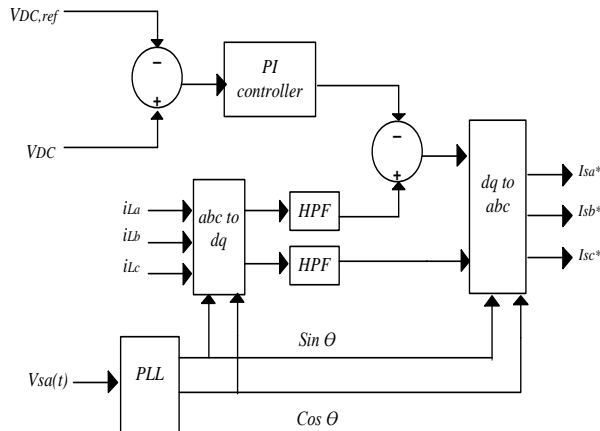 VDC,ref
-
+
PI
controller
VDC
-
+
dq to
abc
Isa*
Isb*
Isc*
iLa
iLb
iLc
abc to
dq
HPF
HPF
Sin Θ
Vsa(t)
PLL
Cos Θ